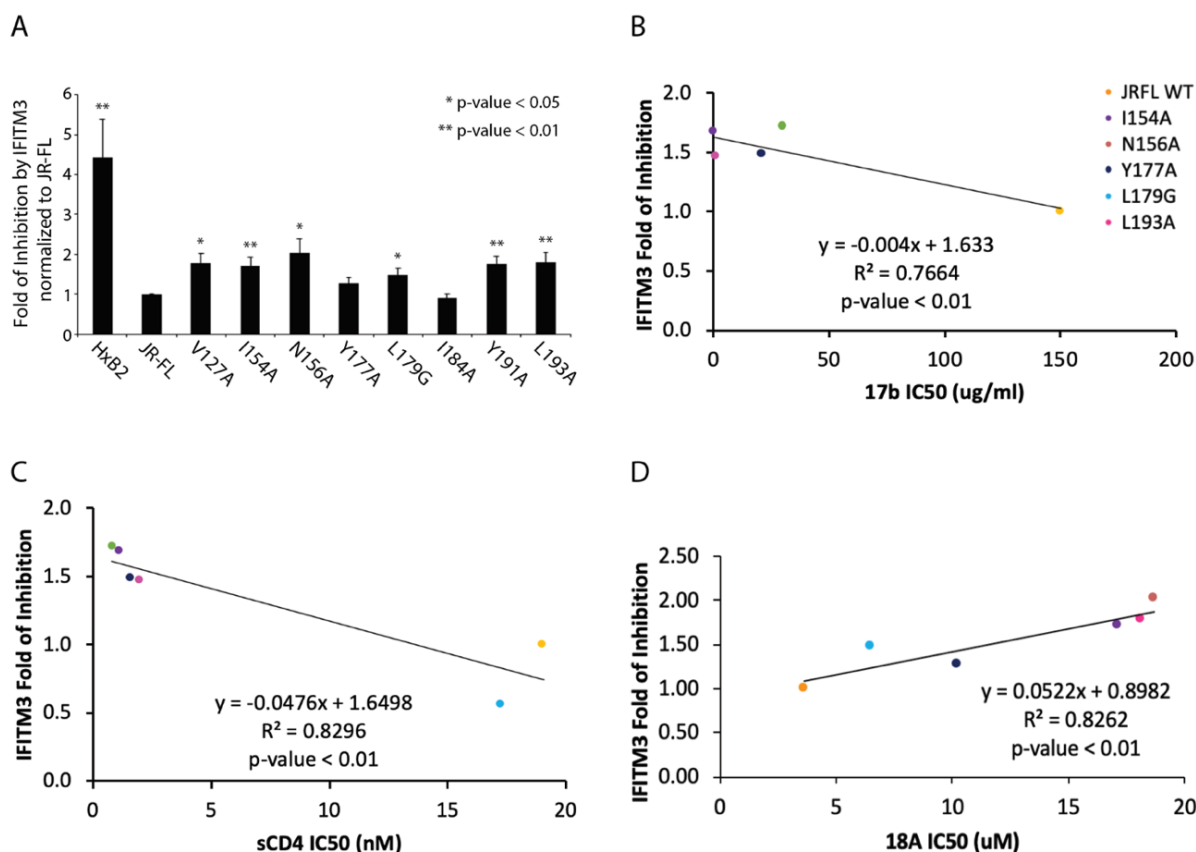 A
Fold of Inhibition by IFITM3
normalized to JR-FL
6
5
4
3
2
1
0
**
*
**
*
*
**
**
* p-value < 0.05
** p-value < 0.01
HxB2
JR-FL
V127A
I154A
N156A
Y177A
L179G
I184A
Y191A
L193A
B
IFITM3 Fold of Inhibition
2.0
1.5
1.0
0.5
0.0
JRFL WT
I154A
N156A
Y177A
L179G
L193A
y = -0.004x + 1.633
R² = 0.7664
p-value < 0.01
0 50 100 150 200
17b IC50 (ug/ml)
C
IFITM3 Fold of Inhibition
2.0
1.5
1.0
0.5
0.0
y = -0.0476x + 1.6498
R² = 0.8296
p-value < 0.01
0 5 10 15 20
sCD4 IC50 (nM)
D
IFITM3 Fold of Inhibition
2.50
2.00
1.50
1.00
0.50
0.00
y = 0.0522x + 0.8982
R² = 0.8262
p-value < 0.01
0 5 10 15 20
18A IC50 (uM)